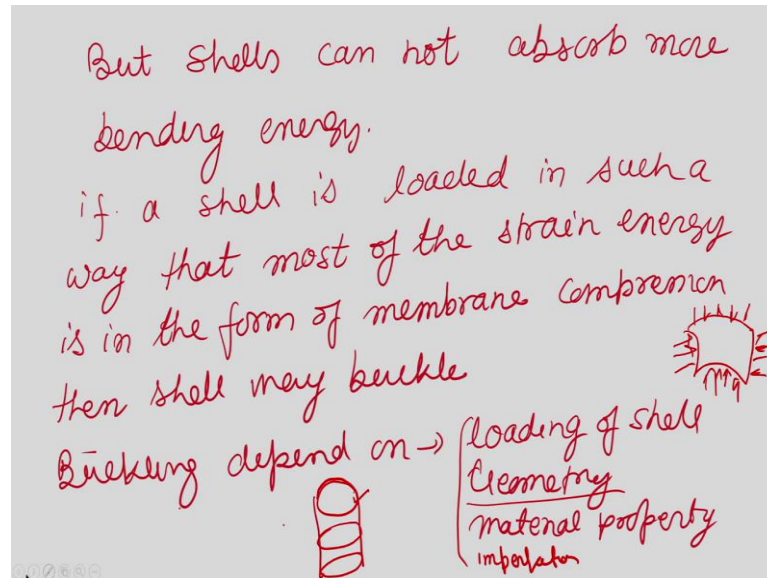 But shells can not absorb more
bending energy.
if a shell is loaded in such a
way that most of the strain energy
is in the form of membrane compression
then shell may buckle
Buckling depend on → loading of shell
Geometry
material property
imperfation